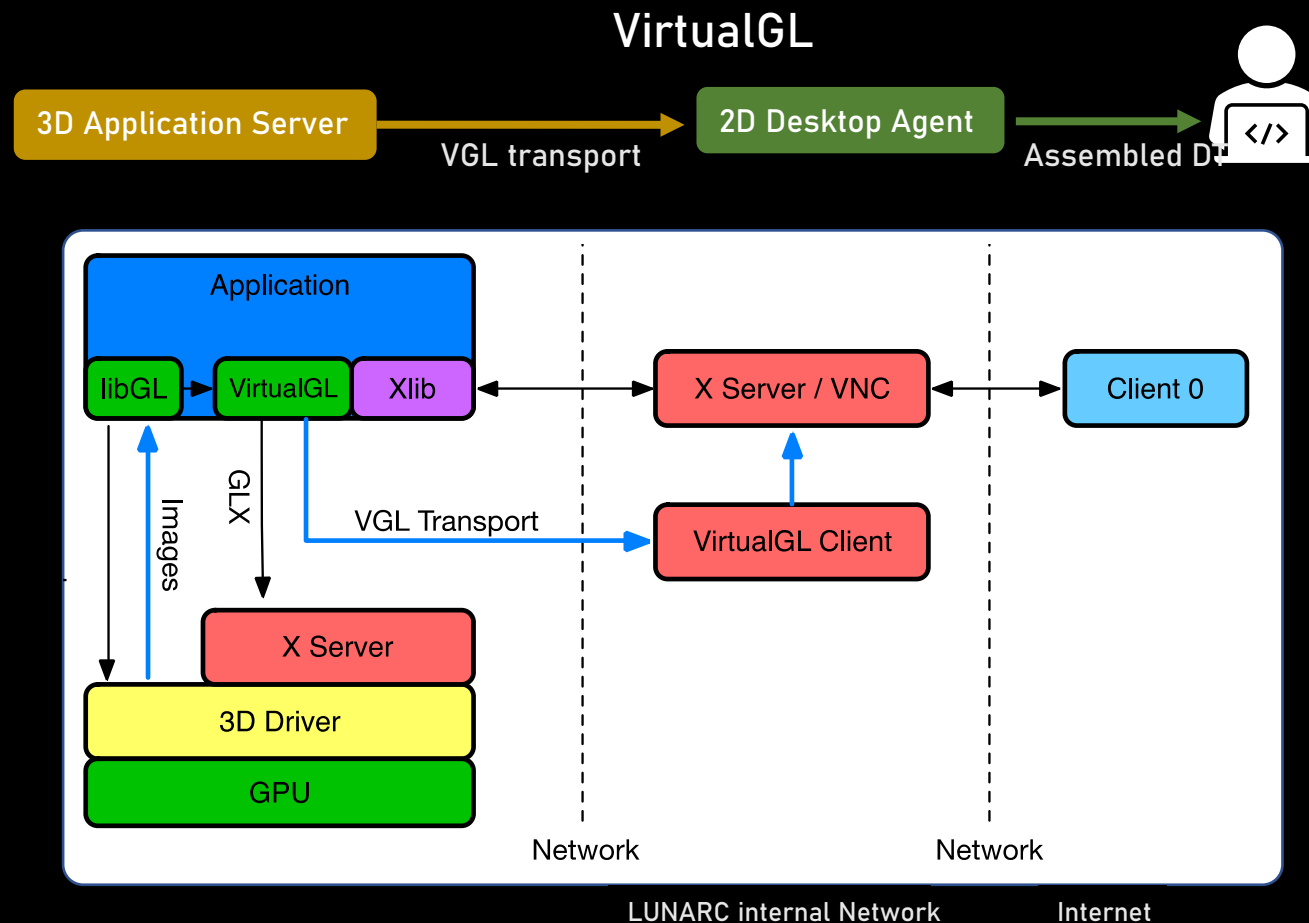 VirtualGL
3D Application Server
VGL transport
2D Desktop Agent
Assembled DT
</>
Application
libGL
VirtualGL
Xlib
X Server / VNC
Client 0
Images
GLX
VGL Transport
VirtualGL Client
X Server
3D Driver
GPU
Network
Network
LUNARC internal Network
Internet